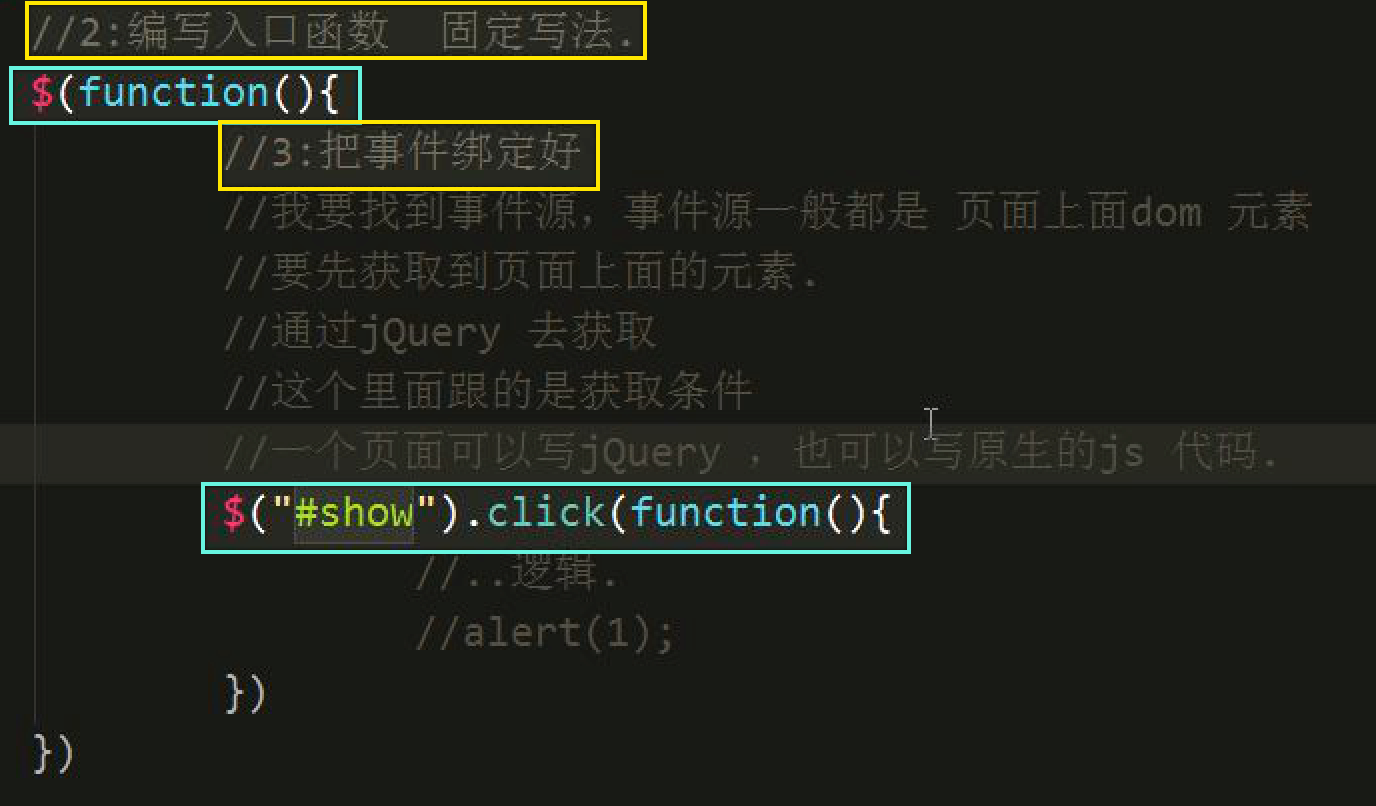 //2:编写入口函数  固定写法.
$(function(){
//3:把事件绑定好
//我要找到事件源，事件源一般都是 页面上面dom 元素
//要先获取到页面上面的元素.
//通过jQuery 去获取
//这个里面跟的是获取条件
//一个页面可以写jQuery ，也可以写原生的js 代码.
$("#show").click(function(){
//..逻辑.
//alert(1);
})
})